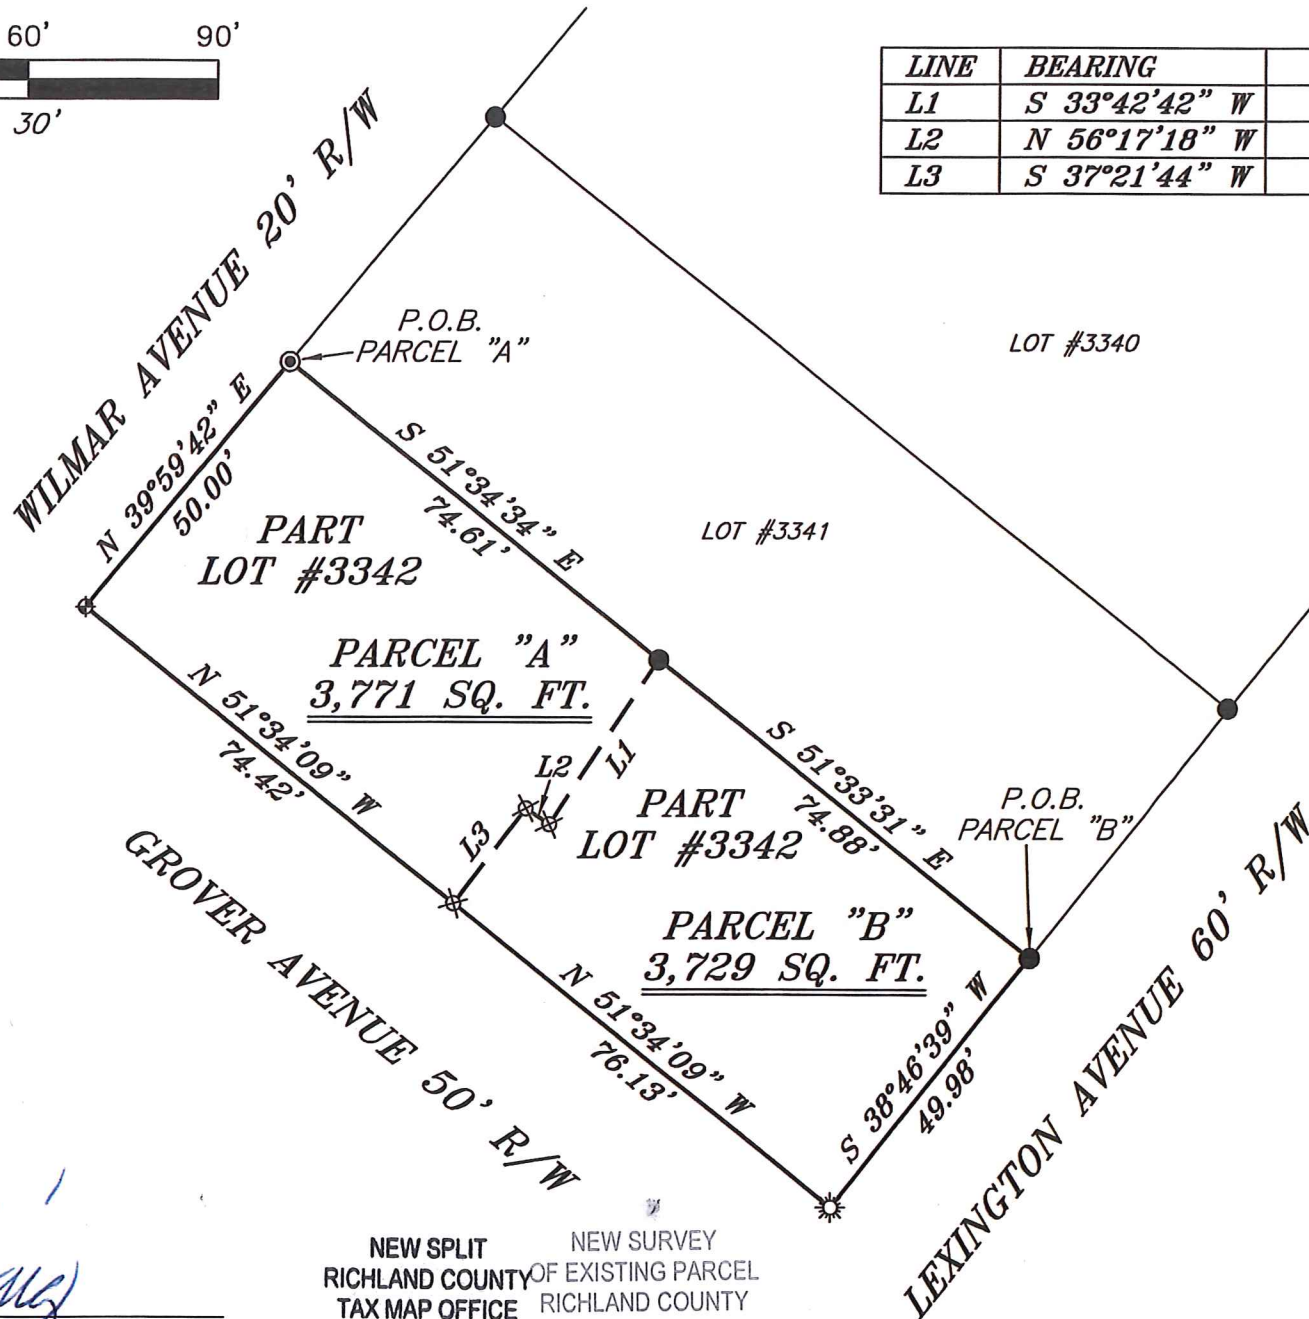 60' 90'
30'
LINE BEARING
L1 S 33°42'42" W
L2 N 56°17'18" W
L3 S 37°21'44" W
WILMAR AVENUE 20' R/W
P.O.B.
PARCEL "A"
LOT #3340
N 39°59'42" E
50.00'
S 51°34'34" E
74.61'
LOT #3341
PART
LOT #3342
PARCEL "A"
3,771 SQ. FT.
N 51°34'09" W
74.42'
L1
L2
L3
S 51°33'31" E
74.88'
PART
LOT #3342
P.O.B.
PARCEL "B"
PARCEL "B"
3,729 SQ. FT.
GROVER AVENUE 50' R/W
N 51°34'09" W
76.13'
S 38°46'39" W
49.98'
LEXINGTON AVENUE 60' R/W
NEW SPLIT
RICHLAND COUNTY
TAX MAP OFFICE
NEW SURVEY
OF EXISTING PARCEL
RICHLAND COUNTY